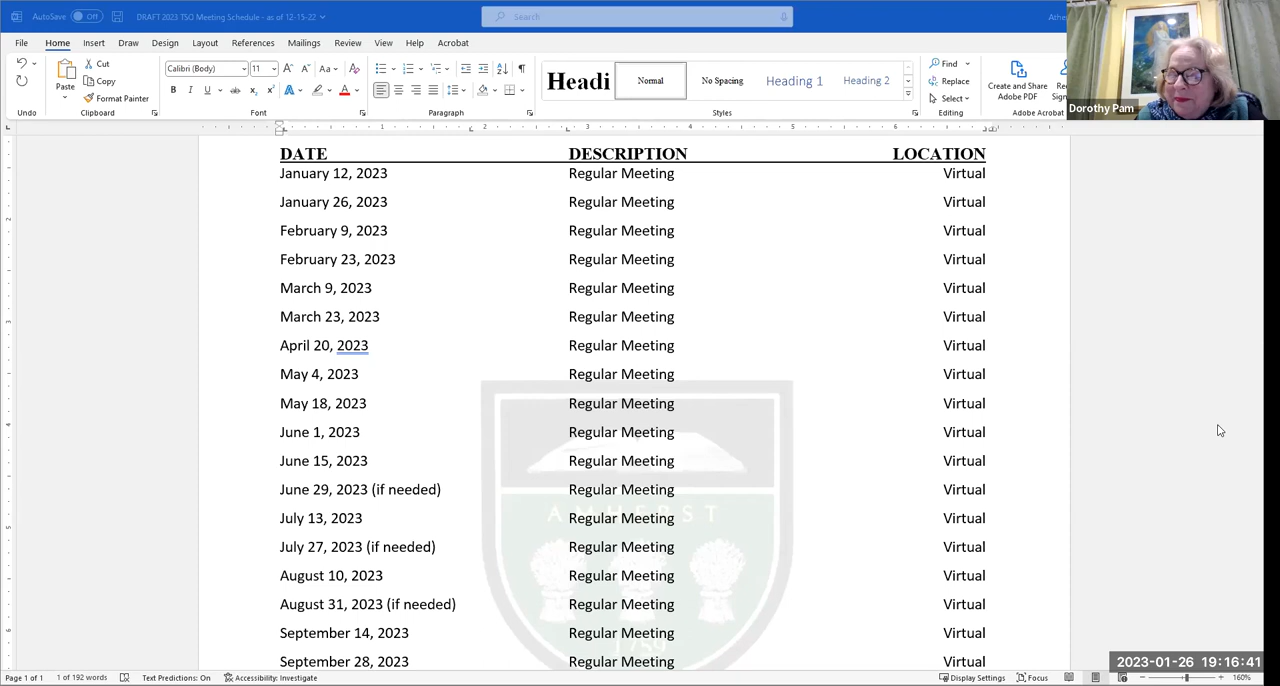 AutoSave Off DRAFT 2023 TSO Meeting Schedule - as of 12-15-22 Search Athe
File Home Insert Draw Design Layout References Mailings Review View Help Acrobat
Paste Cut Copy Format Painter
Calibri (Body) 11
Headi Normal No Spacing Heading 1 Heading 2
Find Replace Select
Create and Share Adobe PDF
Undo Clipboard Font Paragraph Styles Editing Adobe Acrobat
Dorothy Pam
DATE DESCRIPTION LOCATION
January 12, 2023 Regular Meeting Virtual
January 26, 2023 Regular Meeting Virtual
February 9, 2023 Regular Meeting Virtual
February 23, 2023 Regular Meeting Virtual
March 9, 2023 Regular Meeting Virtual
March 23, 2023 Regular Meeting Virtual
April 20, 2023 Regular Meeting Virtual
May 4, 2023 Regular Meeting Virtual
May 18, 2023 Regular Meeting Virtual
June 1, 2023 Regular Meeting Virtual
June 15, 2023 Regular Meeting Virtual
June 29, 2023 (if needed) Regular Meeting Virtual
July 13, 2023 Regular Meeting Virtual
July 27, 2023 (if needed) Regular Meeting Virtual
August 10, 2023 Regular Meeting Virtual
August 31, 2023 (if needed) Regular Meeting Virtual
September 14, 2023 Regular Meeting Virtual
September 28, 2023 Regular Meeting Virtual
AMHERST
1759
2023-01-26 19:16:41
Page 1 of 1 1 of 192 words Text Predictions: On Accessibility: Investigate Display Settings Focus 160%